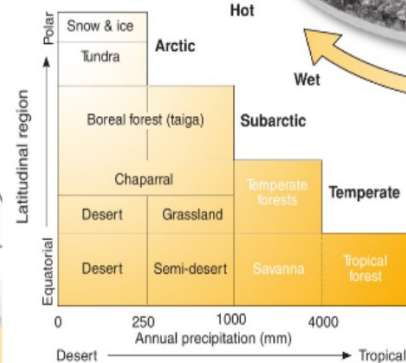 Hot
Wet
Polar
Latitudinal region
Equatorial
Snow & ice
Tundra
Arctic
Boreal forest (taiga)
Subarctic
Chaparral
Temperate
forests
Temperate
Desert
Grassland
Desert
Semi-desert
Savanna
Tropical
forest
0 250 1000 4000
Annual precipitation (mm)
Desert Tropical